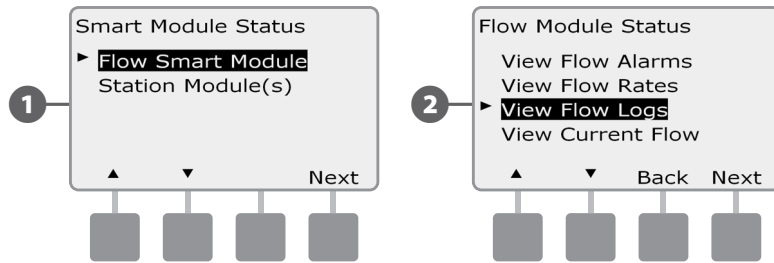 1
Smart Module Status
► Flow Smart Module
Station Module(s)
▲ ▼ Next
2
Flow Module Status
View Flow Alarms
View Flow Rates
► View Flow Logs
View Current Flow
▲ ▼ Back Next